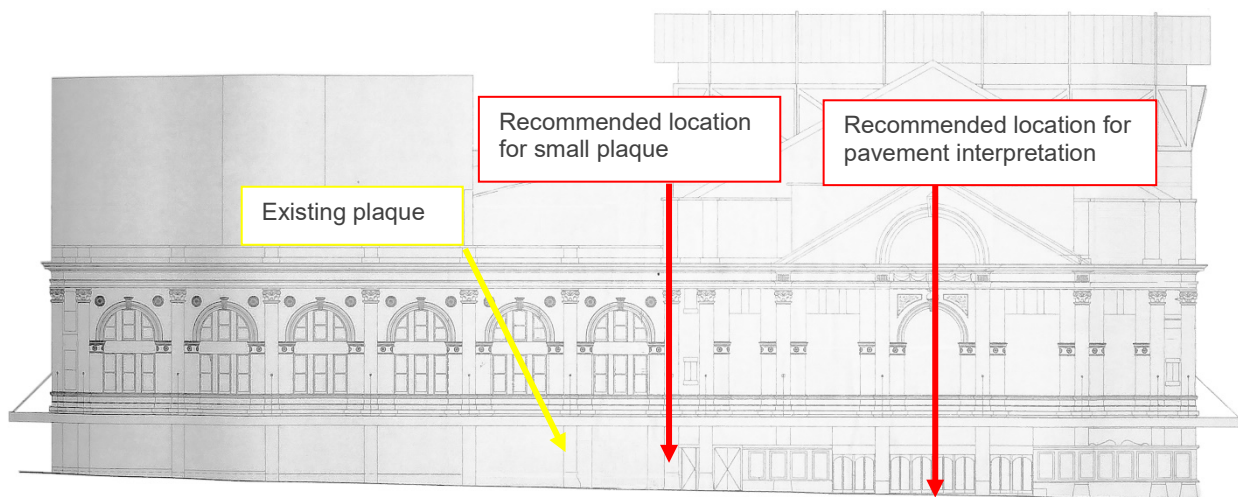 Recommended location
for small plaque
Recommended location for
pavement interpretation
Existing plaque